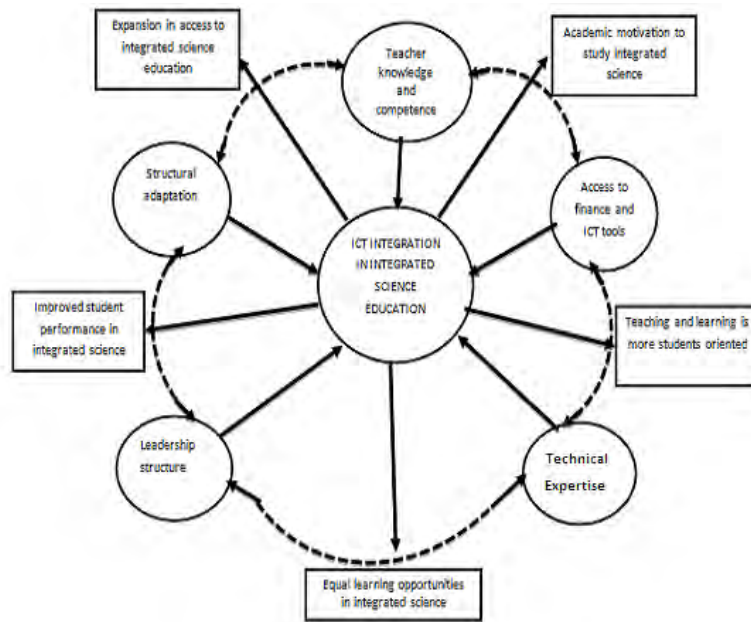 Expansion in access to
integrated science
education
Teacher
knowledge
and
competence
Academic motivation to
study integrated
science
Structural
adaptation
Access to
finance and
ICT tools
ICT INTEGRATION
IN INTEGRATED
SCIENCE
EDUCATION
Improved student
performance in
integrated science
Teaching and learning is
more students oriented
Leadership
structure
Technical
Expertise
Equal learning opportunities
in integrated science